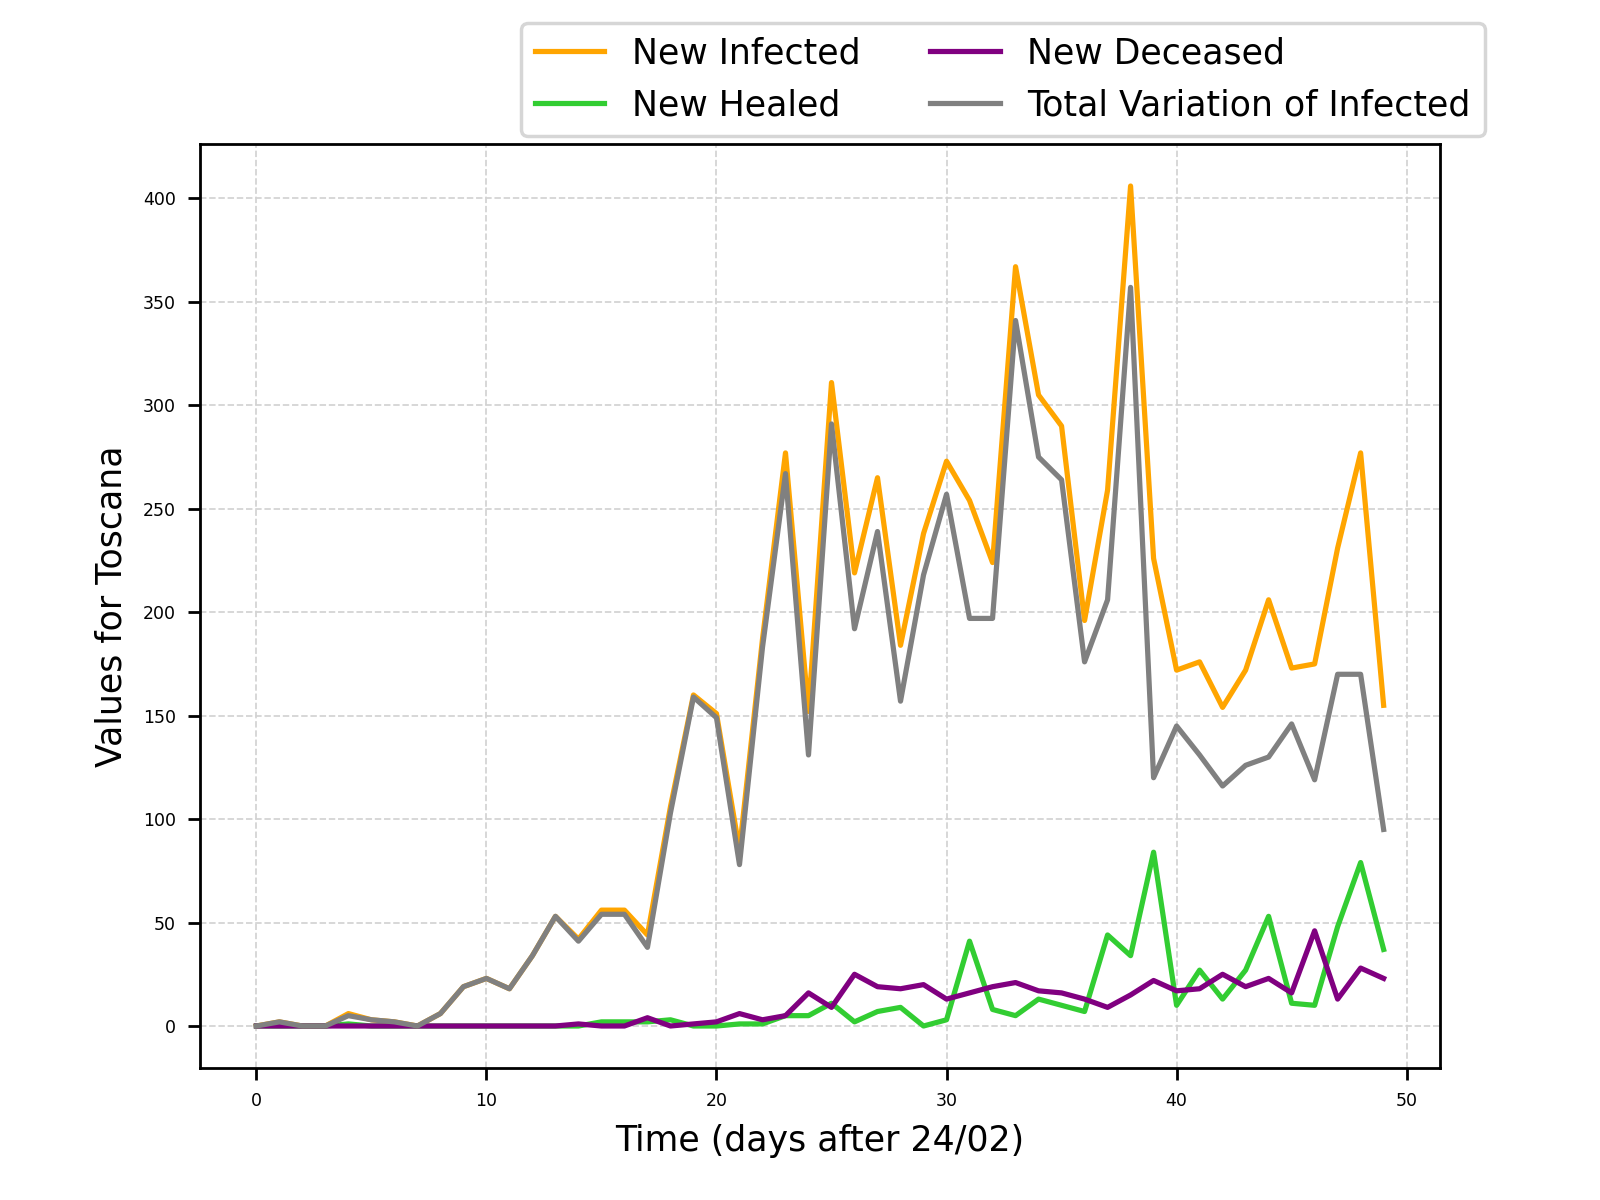 New Infected
New Healed
New Deceased
Total Variation of Infected
400
350
300
250
200
150
100
50
0
Values for Toscana
0 10 20 30 40 50
Time (days after 24/02)